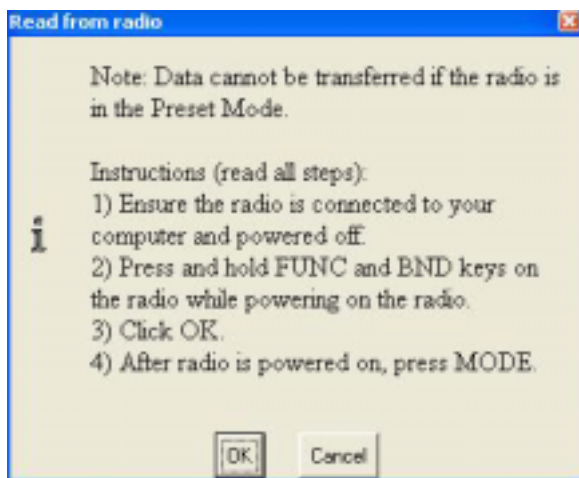 Read from radio
Note: Data cannot be transferred if the radio is
in the Preset Mode.
Instructions (read all steps):
1) Ensure the radio is connected to your
computer and powered off.
2) Press and hold FUNC and BND keys on
the radio while powering on the radio.
3) Click OK.
4) After radio is powered on, press MODE.
OK Cancel